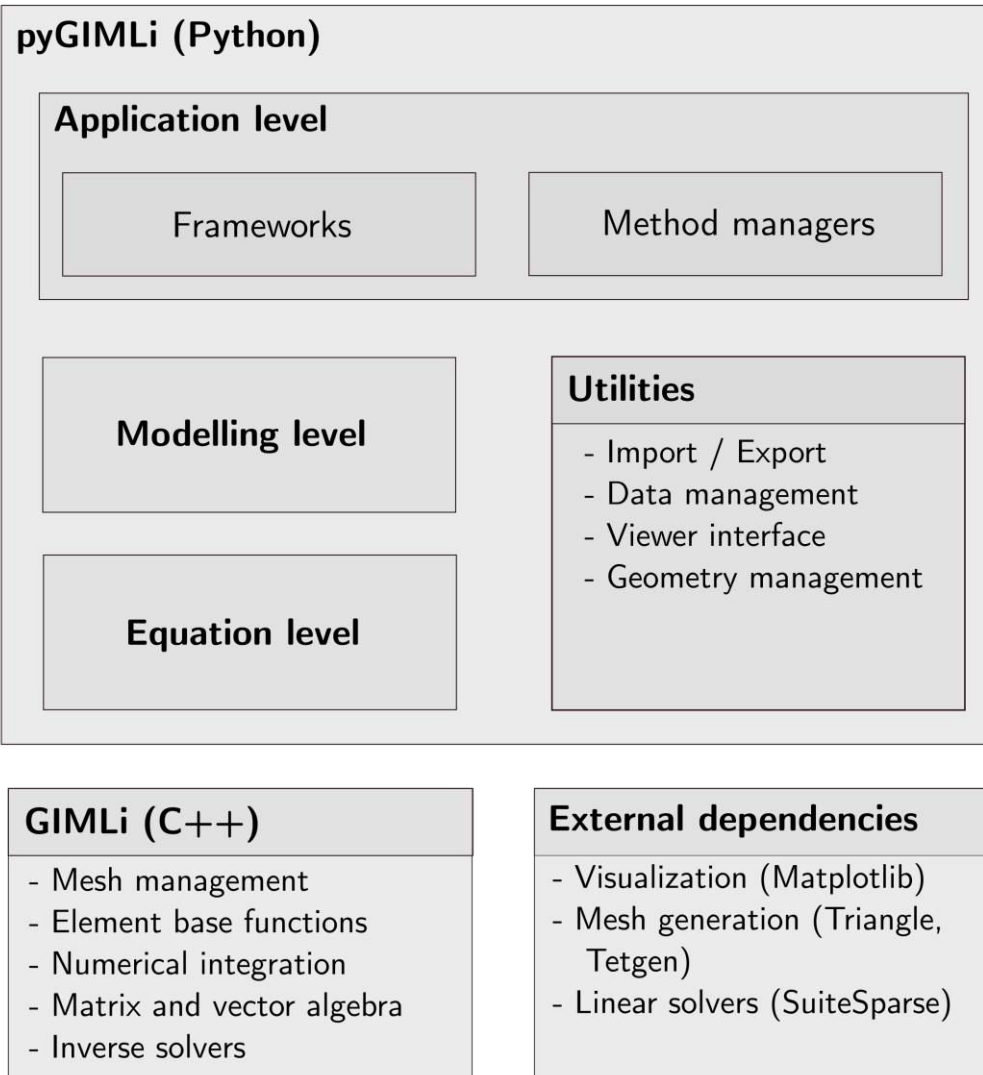 pyGIMLi (Python)
Application level
Frameworks
Method managers
Modelling level
Equation level
Utilities
- Import / Export
- Data management
- Viewer interface
- Geometry management
GIMLi (C++)
- Mesh management
- Element base functions
- Numerical integration
- Matrix and vector algebra
- Inverse solvers
External dependencies
- Visualization (Matplotlib)
- Mesh generation (Triangle,
Tetgen)
- Linear solvers (SuiteSparse)